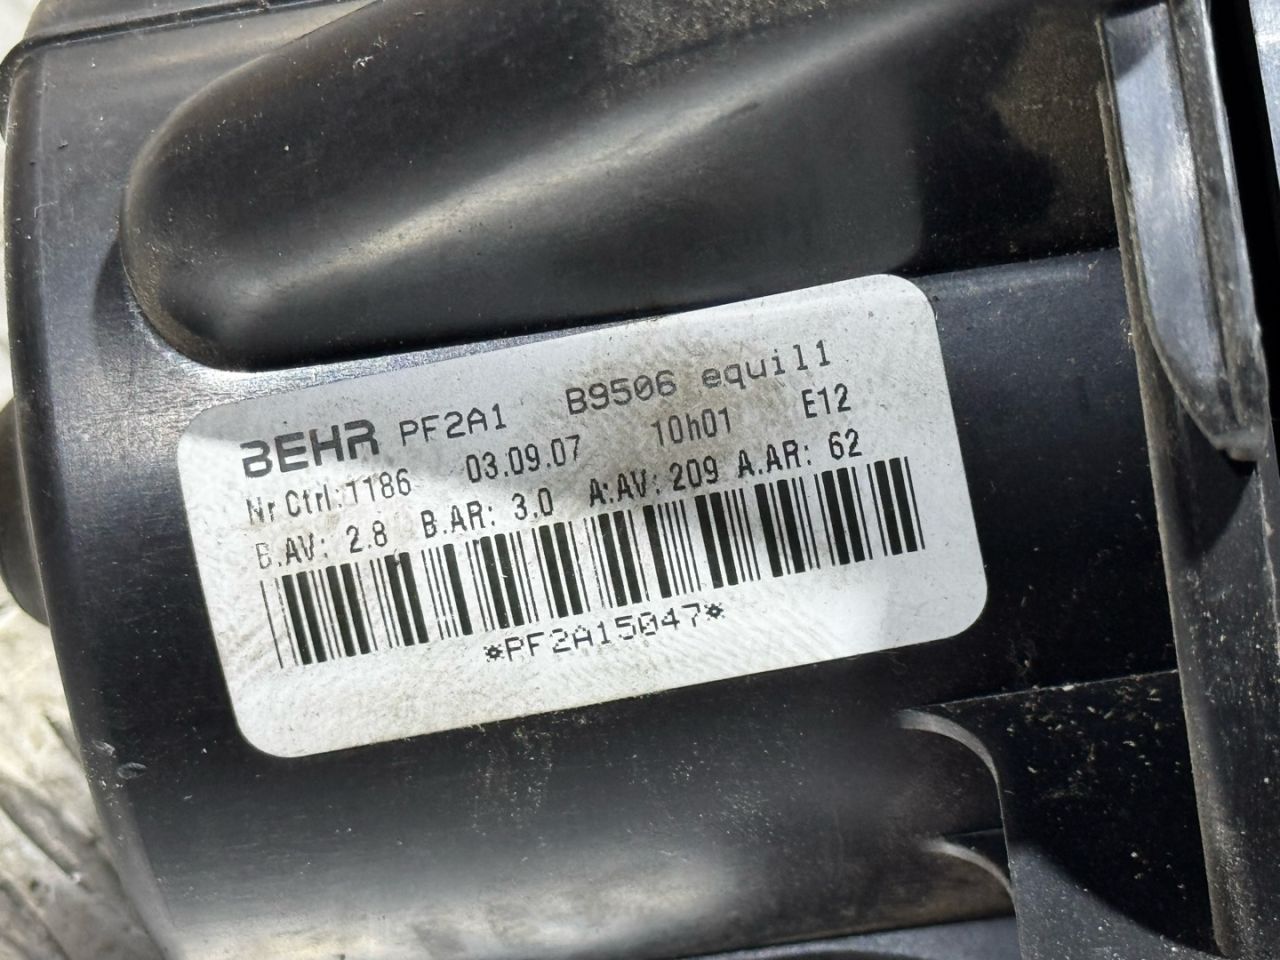 BEHR PF2A1 B9506 equil1
Nr Ctrl:1186 03.09.07 10h01 E12
B.AV: 2.8 B.AR: 3.0 A:AV: 209 A.AR: 62
*PF2A15047*